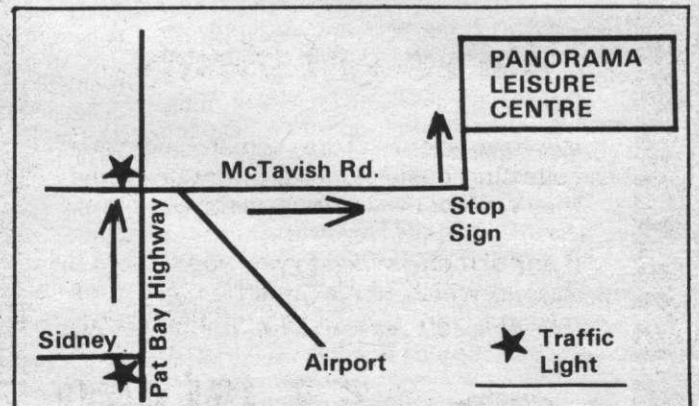 PANORAMA
LEISURE
CENTRE
McTavish Rd.
Stop
Sign
Pat Bay Highway
Sidney
Airport
Traffic
Light